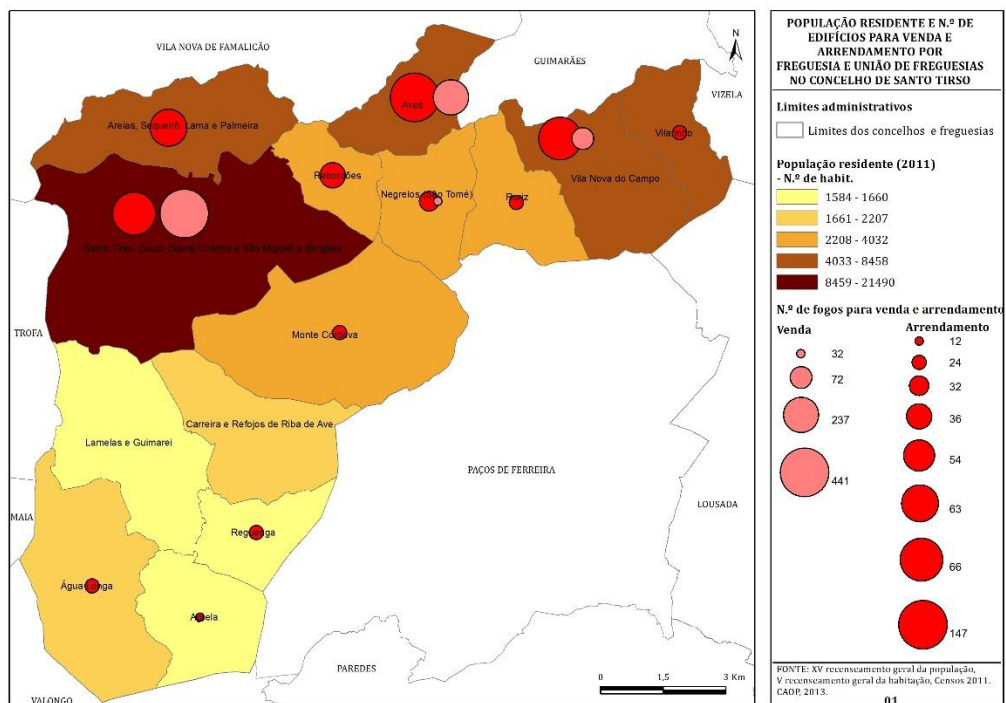 VILA NOVA DE FAMALICÃO
GUIMARÃES
VIZELA
N
Aves
Areias, Sequeiró, Lama e Palmeira
Vilarinho
Rebordões
Vila Nova do Campo
Negrelos (São Tomé)
Roriz
Santo Tirso, Couto (Santa Cristina e São Miguel) e Burgães
TROFA
Monte Córdova
Carreira e Refojos de Riba de Ave
Lamelas e Guimarei
PAÇOS DE FERREIRA
LOUSADA
MAIA
Reguenga
Água Longa
Agrela
PAREDES
VALONGO
0 1,5 3 Km
POPULAÇÃO RESIDENTE E N.º DE
EDIFÍCIOS PARA VENDA E
ARRENDAMENTO POR
FREGUESIA E UNIÃO DE FREGUESIAS
NO CONCELHO DE SANTO TIRSO
Limites administrativos
Limites dos concelhos e freguesias
População residente (2011)
- N.º de habit.
1584 - 1660
1661 - 2207
2208 - 4032
4033 - 8458
8459 - 21490
N.º de fogos para venda e arrendamento
Venda
32
72
237
441
Arrendamento
12
24
32
36
54
63
66
147
FONTE: XV recenseamento geral da população,
V recenseamento geral da habitação, Censos 2011.
CAOP, 2013.
01